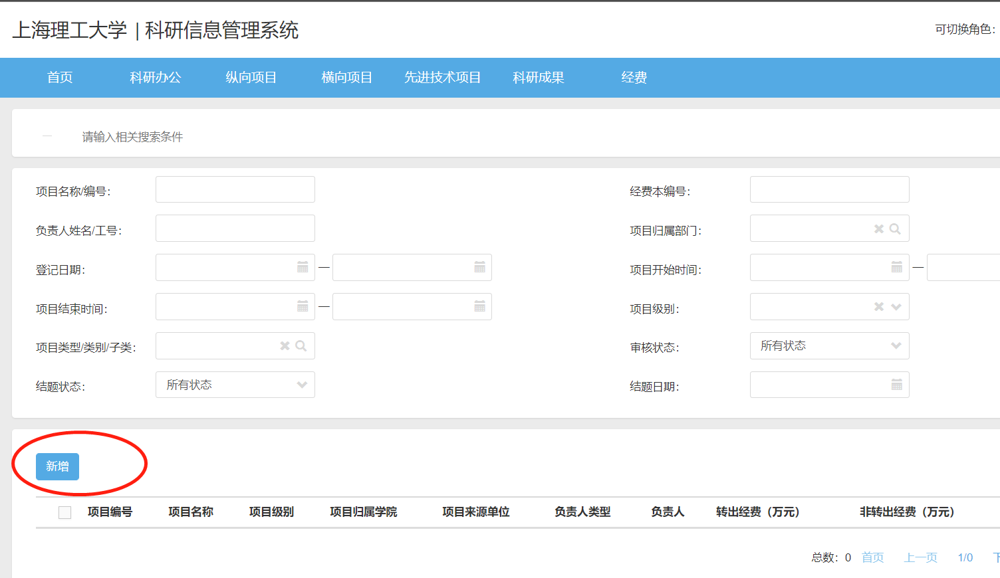 上海理工大学 | 科研信息管理系统
可切换角色：
首页 科研办公 纵向项目 横向项目 先进技术项目 科研成果 经费
请输入相关搜索条件
项目名称/编号： 经费本编号：
负责人姓名/工号： 项目归属部门：
登记日期： — 项目开始时间： —
项目结束时间： — 项目级别：
项目类型/类别/子类： 审核状态： 所有状态
结题状态： 所有状态 结题日期：
新增
项目编号 项目名称 项目级别 项目归属学院 项目来源单位 负责人类型 负责人 转出经费（万元） 非转出经费（万元）
总数：0 首页 上一页 1/0